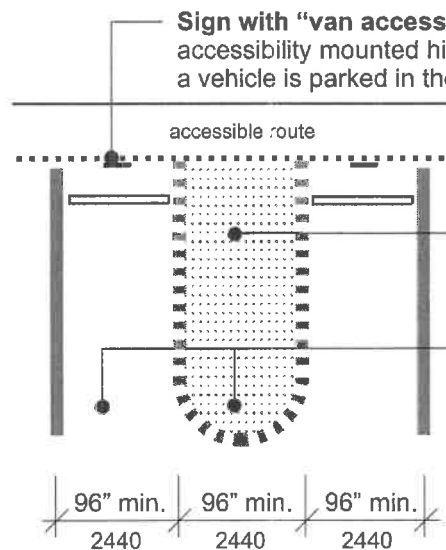 Sign with “van access
accessibility mounted hi
a vehicle is parked in the
accessible route
96” min. 96” min. 96” min.
2440 2440 2440